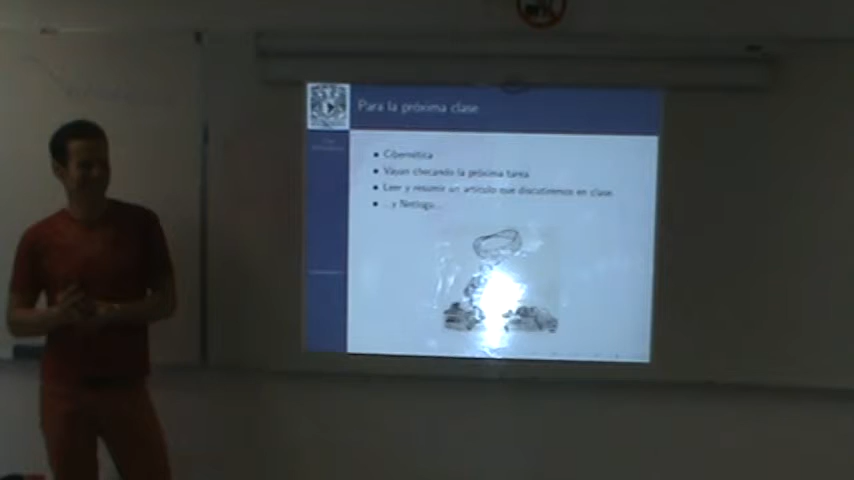 Para la próxima clase
Cibernética
Vayan checando la próxima tarea
Leer y resumir un artículo que discutiremos en clase
...y Netlogo...